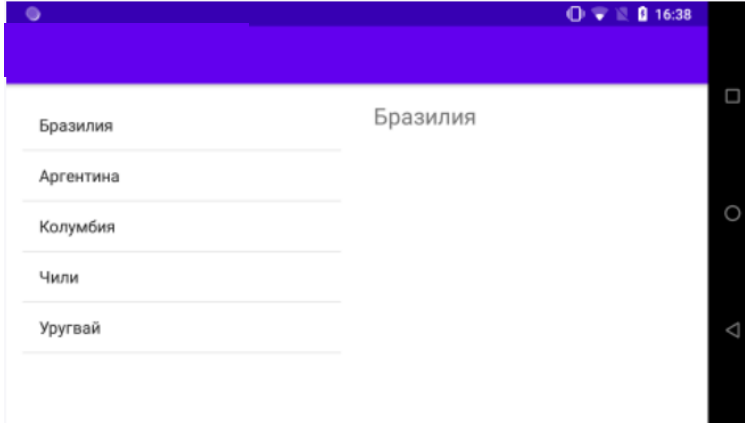 16:38
Бразилия
Аргентина
Колумбия
Чили
Уругвай
Бразилия